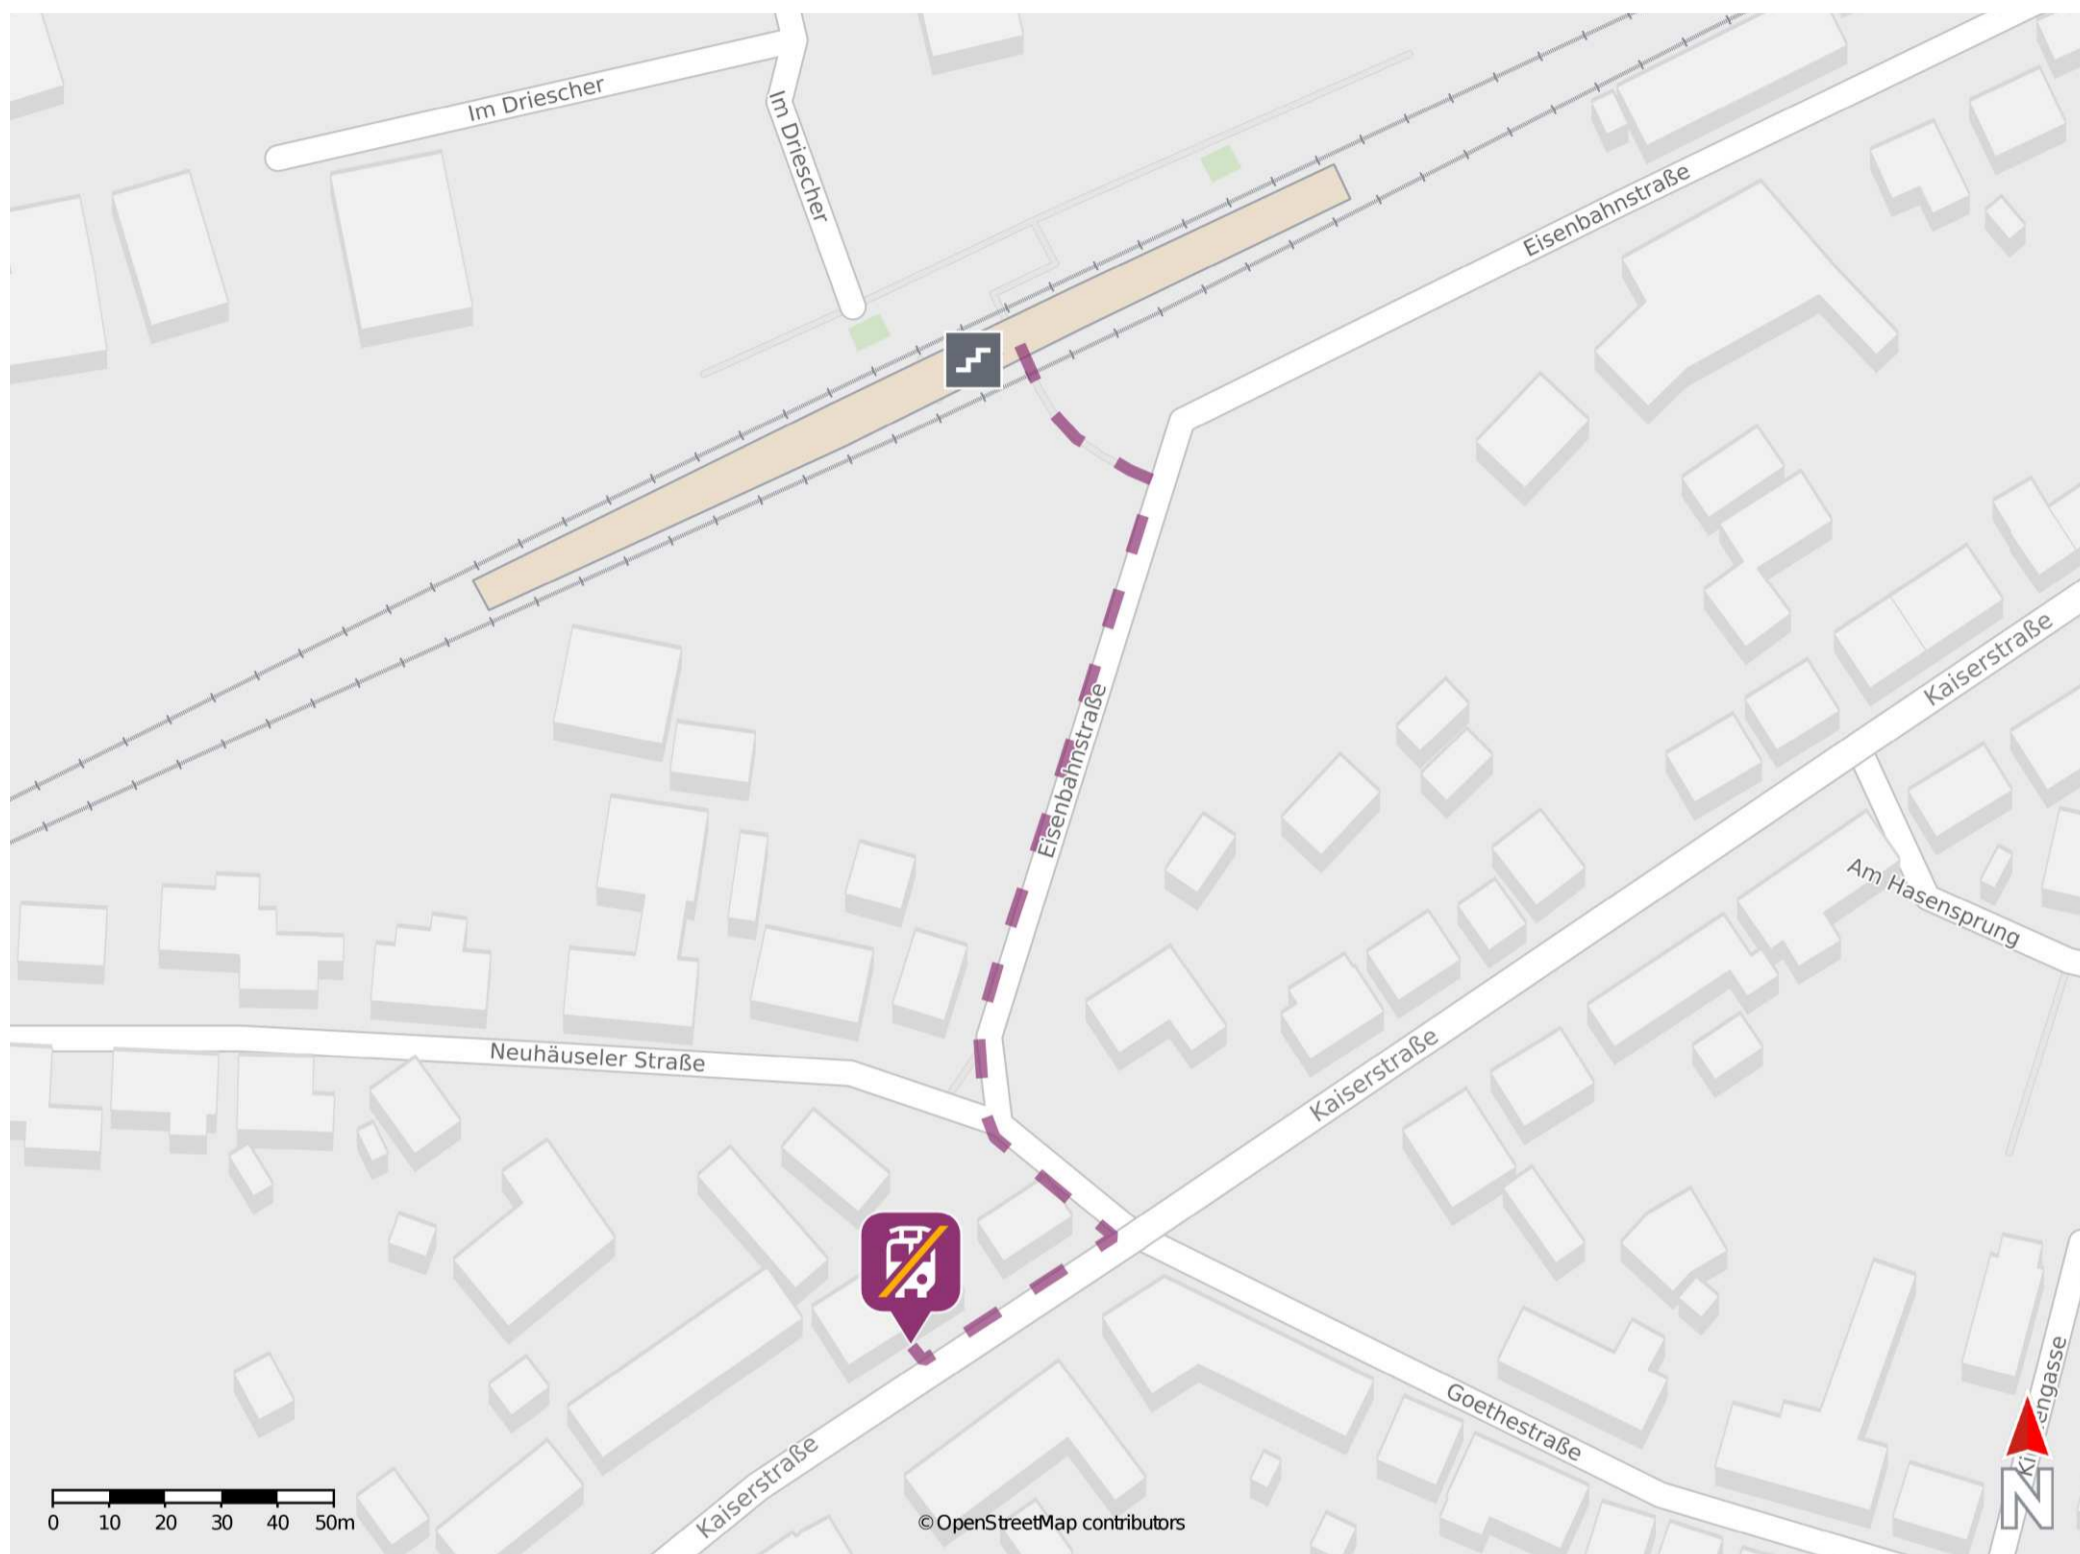 Im Driescher
Im Driescher
Eisenbahnstraße
Kaiserstraße
Eisenbahnstraße
Am Hasensprung
Neuhäuseler Straße
Kaiserstraße
Goethestraße
Kaiserstraße
N
0 10 20 30 40 50m
© OpenStreetMap contributors